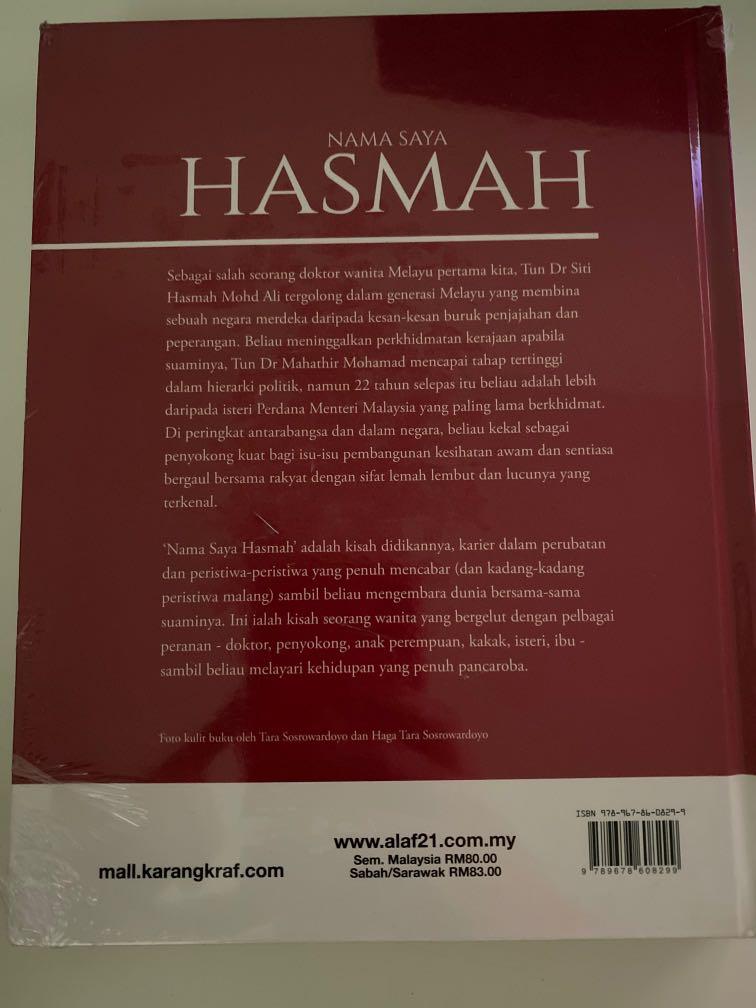 NAMA SAYA
HASMAH
Sebagai salah seorang doktor wanita Melayu pertama kita, Tun Dr Siti
Hasmah Mohd Ali tergolong dalam generasi Melayu yang membina
sebuah negara merdeka daripada kesan-kesan buruk penjajahan dan
peperangan. Beliau meninggalkan perkhidmatan kerajaan apabila
suaminya, Tun Dr Mahathir Mohamad mencapai tahap tertinggi
dalam hierarki politik, namun 22 tahun selepas itu beliau adalah lebih
daripada isteri Perdana Menteri Malaysia yang paling lama berkhidmat.
Di peringkat antarabangsa dan dalam negara, beliau kekal sebagai
penyokong kuat bagi isu-isu pembangunan kesihatan awam dan sentiasa
bergaul bersama rakyat dengan sifat lemah lembut dan lucunya yang
terkenal.
'Nama Saya Hasmah' adalah kisah didikannya, karier dalam perubatan
dan peristiwa-peristiwa yang penuh mencabar (dan kadang-kadang
peristiwa malang) sambil beliau mengembara dunia bersama-sama
suaminya. Ini ialah kisah seorang wanita yang bergelut dengan pelbagai
peranan - doktor, penyokong, anak perempuan, kakak, isteri, ibu -
sambil beliau melayari kehidupan yang penuh pancaroba.
Foto kulit buku oleh Tara Sosrowardoyo dan Haga Tara Sosrowardoyo
ISBN 978-967-86-0829-9
www.alaf21.com.my
Sem. Malaysia RM80.00
Sabah/Sarawak RM83.00
mall.karangkraf.com
9 789678 608299